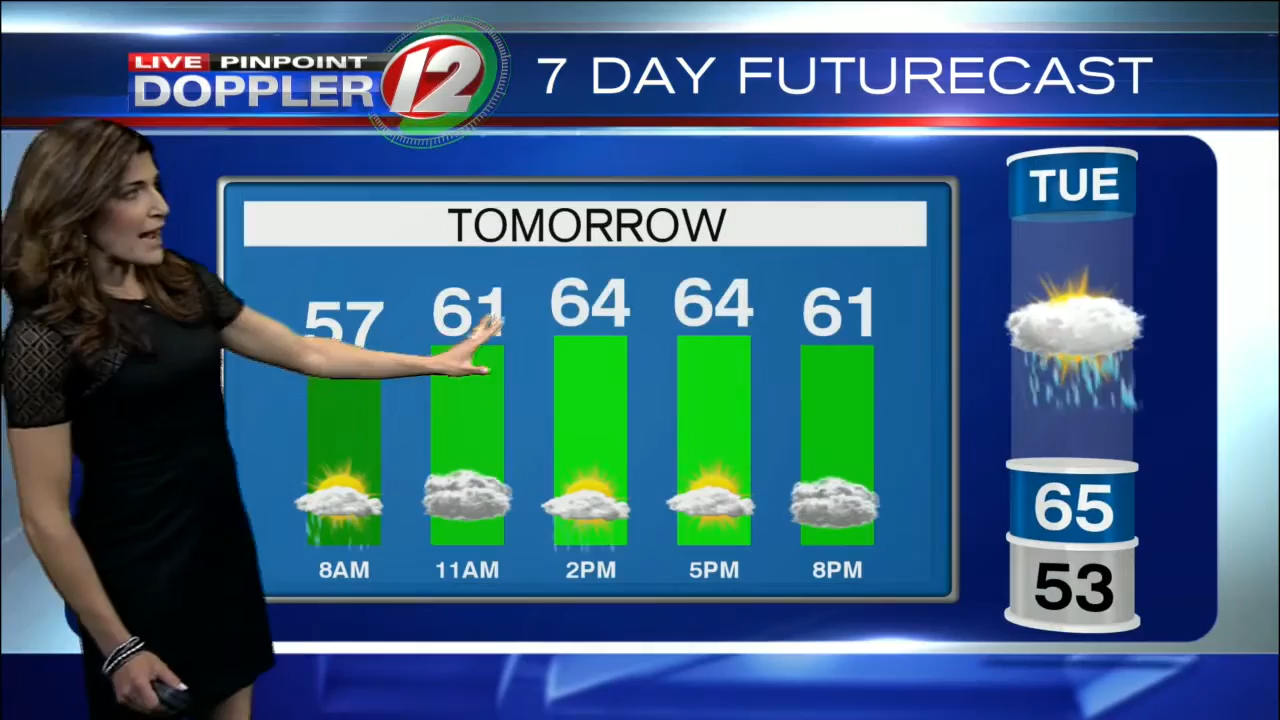 LIVE PINPOINT
DOPPLER 12
7 DAY FUTURECAST
TUE
TOMORROW
57 61 64 64 61
8AM 11AM 2PM 5PM 8PM
65
53